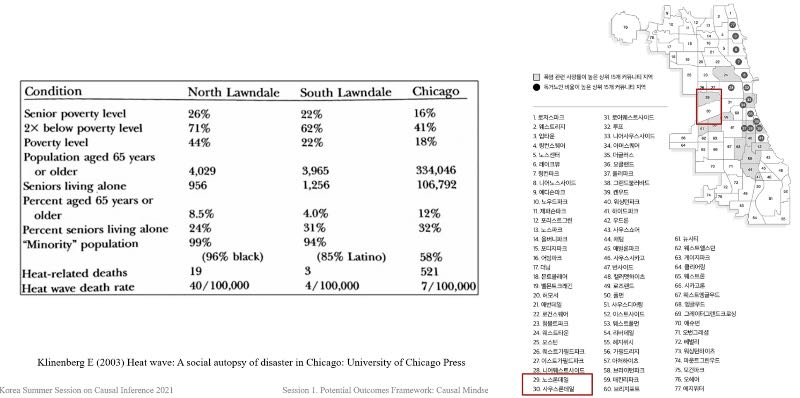 Condition North Lawndale South Lawndale Chicago
Senior poverty level 26% 22% 16%
2× below poverty level 71% 62% 41%
Poverty level 44% 22% 18%
Population aged 65 years
or older 4,029 3,965 334,046
Seniors living alone 956 1,256 106,792
Percent aged 65 years or
older 8.5% 4.0% 12%
Percent seniors living alone 24% 31% 32%
“Minority” population 99% 94%
(96% black) (85% Latino) 58%
Heat-related deaths 19 3 521
Heat wave death rate 40/100,000 4/100,000 7/100,000
Klinenberg E (2003) Heat wave: A social autopsy of disaster in Chicago: University of Chicago Press
Korea Summer Session on Causal Inference 2021
Session 1. Potential Outcomes Framework: Causal Mindse
폭염 관련 사망률이 높은 상위 15개 커뮤니티 지역
독거노인 비율이 높은 상위 15개 커뮤니티 지역
1. 로저스파크
2. 웨스트리지
3. 업타운
4. 링컨스퀘어
5. 노스센터
6. 레이크뷰
7. 링컨파크
8. 니어노스사이드
9. 에디슨파크
10. 노우드파크
11. 제퍼슨파크
12. 포리스트글렌
13. 노스파크
14. 올버니파크
15. 포티지파크
16. 어빙파크
17. 더닝
18. 몬트클레어
19. 벨몬트크레긴
20. 허모사
21. 애번데일
22. 로건스퀘어
23. 험볼트파크
24. 웨스트타운
25. 오스틴
26. 웨스트가필드파크
27. 이스트가필드파크
28. 니어웨스트사이드
29. 노스론데일
30. 사우스론데일
31. 로어웨스트사이드
32. 루프
33. 니어사우스사이드
34. 아머스퀘어
35. 더글러스
36. 오클랜드
37. 풀러파크
38. 그랜드불러바드
39. 켄우드
40. 워싱턴파크
41. 하이드파크
42. 우드론
43. 사우스쇼어
44. 채텀
45. 애벌론파크
46. 사우스시카고
47. 번사이드
48. 캘러멧하이츠
49. 로즈랜드
50. 풀먼
51. 사우스디어링
52. 이스트사이드
53. 웨스트풀먼
54. 리버데일
55. 헤지위시
56. 가필드리지
57. 아처하이츠
58. 브라이턴파크
59. 매킨리파크
60. 브리지포트
61. 뉴시티
62. 웨스트엘스던
63. 게이지파크
64. 클리어링
65. 웨스트론
66. 시카고론
67. 웨스트잉글우드
68. 잉글우드
69. 그레이터그랜드크로싱
70. 애슈번
71. 오번그레셤
72. 베벌리
73. 워싱턴하이츠
74. 마운트그린우드
75. 모건파크
76. 오헤어
77. 에지워터